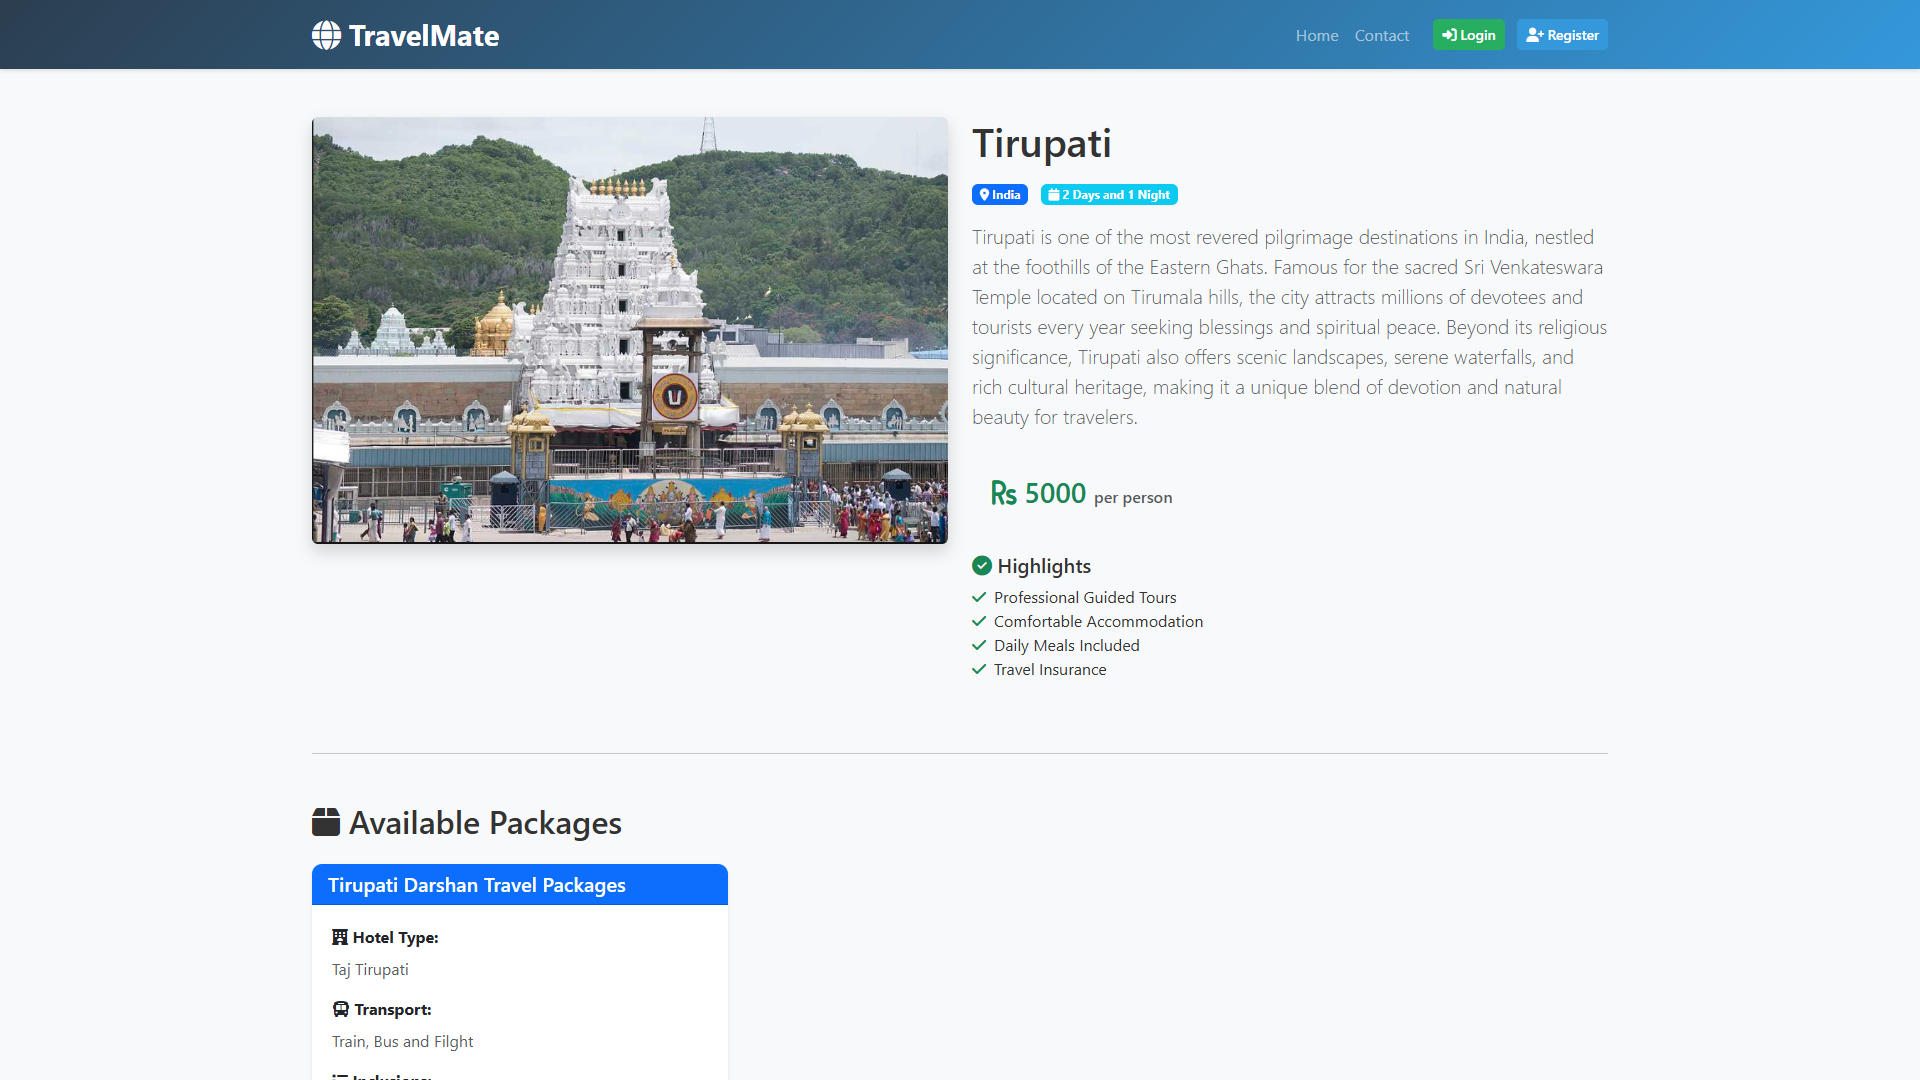 TravelMate
Home Contact Login Register
Tirupati
India 2 Days and 1 Night
Tirupati is one of the most revered pilgrimage destinations in India, nestled
at the foothills of the Eastern Ghats. Famous for the sacred Sri Venkateswara
Temple located on Tirumala hills, the city attracts millions of devotees and
tourists every year seeking blessings and spiritual peace. Beyond its religious
significance, Tirupati also offers scenic landscapes, serene waterfalls, and
rich cultural heritage, making it a unique blend of devotion and natural
beauty for travelers.
₨ 5000 per person
Highlights
Professional Guided Tours
Comfortable Accommodation
Daily Meals Included
Travel Insurance
Available Packages
Tirupati Darshan Travel Packages
Hotel Type:
Taj Tirupati
Transport:
Train, Bus and Filght
Inclusions: